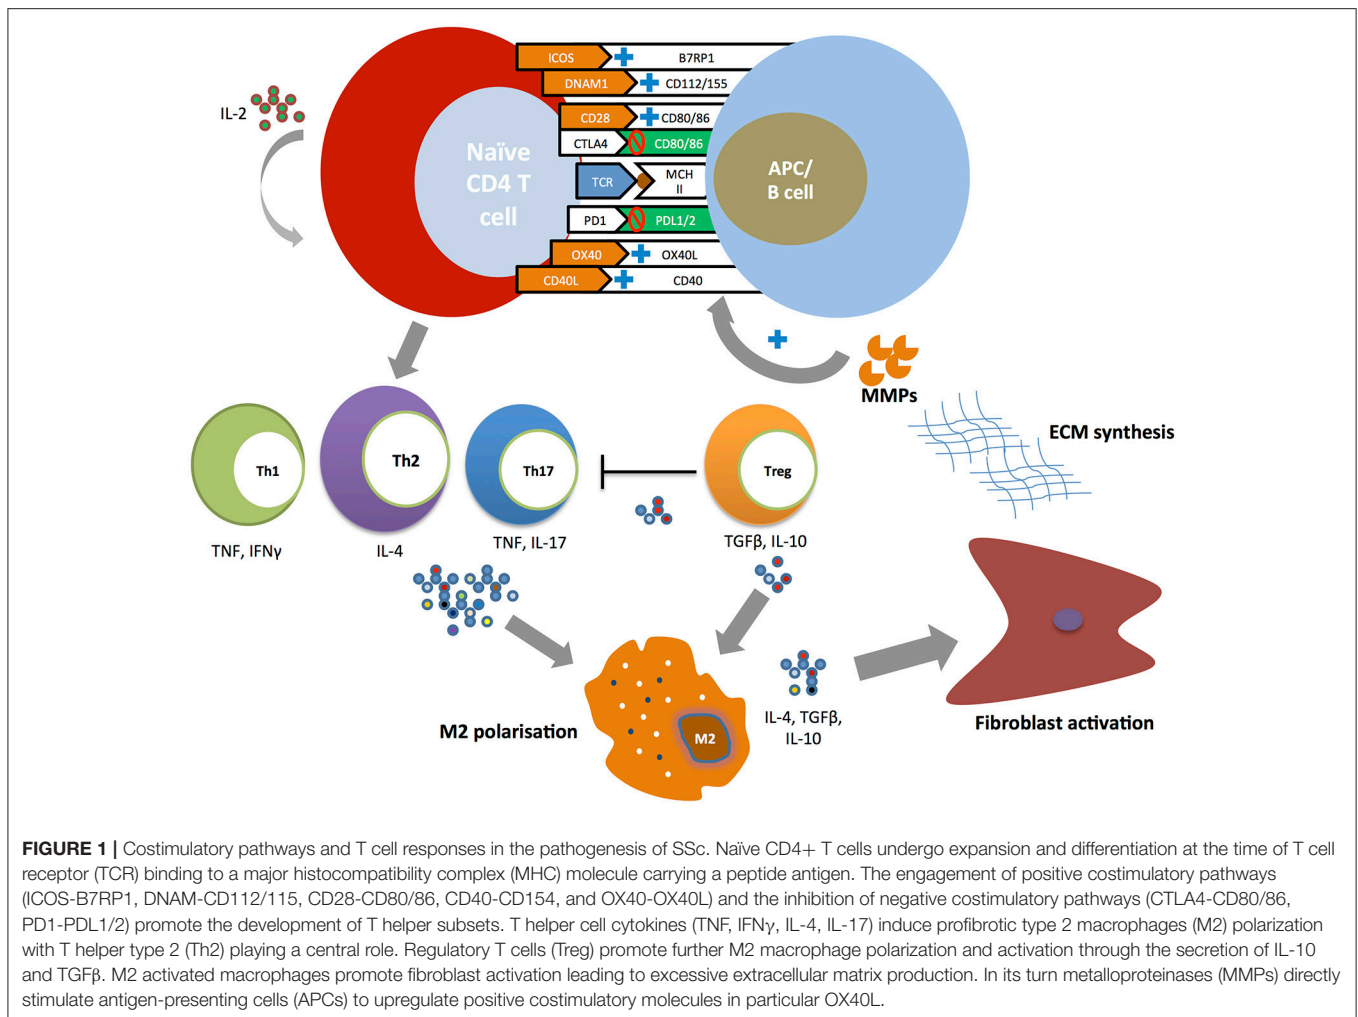 ICOS
B7RP1
DNAM1
CD112/155
IL-2
CD28
CD80/86
CTLA4
CD80/86
Naïve
CD4 T
cell
TCR
MCH
II
APC/
B cell
PD1
PDL1/2
OX40
OX40L
CD40L
CD40
MMPs
ECM synthesis
Th1
Th2
Th17
Treg
TNF, IFNγ
IL-4
TNF, IL-17
TGFβ, IL-10
M2 polarisation
M2
IL-4, TGFβ,
IL-10
Fibroblast activation
FIGURE 1 | Costimulatory pathways and T cell responses in the pathogenesis of SSc. Naïve CD4+ T cells undergo expansion and differentiation at the time of T cell
receptor (TCR) binding to a major histocompatibility complex (MHC) molecule carrying a peptide antigen. The engagement of positive costimulatory pathways
(ICOS-B7RP1, DNAM-CD112/115, CD28-CD80/86, CD40-CD154, and OX40-OX40L) and the inhibition of negative costimulatory pathways (CTLA4-CD80/86,
PD1-PDL1/2) promote the development of T helper subsets. T helper cell cytokines (TNF, IFNγ, IL-4, IL-17) induce profibrotic type 2 macrophages (M2) polarization
with T helper type 2 (Th2) playing a central role. Regulatory T cells (Treg) promote further M2 macrophage polarization and activation through the secretion of IL-10
and TGFβ. M2 activated macrophages promote fibroblast activation leading to excessive extracellular matrix production. In its turn metalloproteinases (MMPs) directly
stimulate antigen-presenting cells (APCs) to upregulate positive costimulatory molecules in particular OX40L.